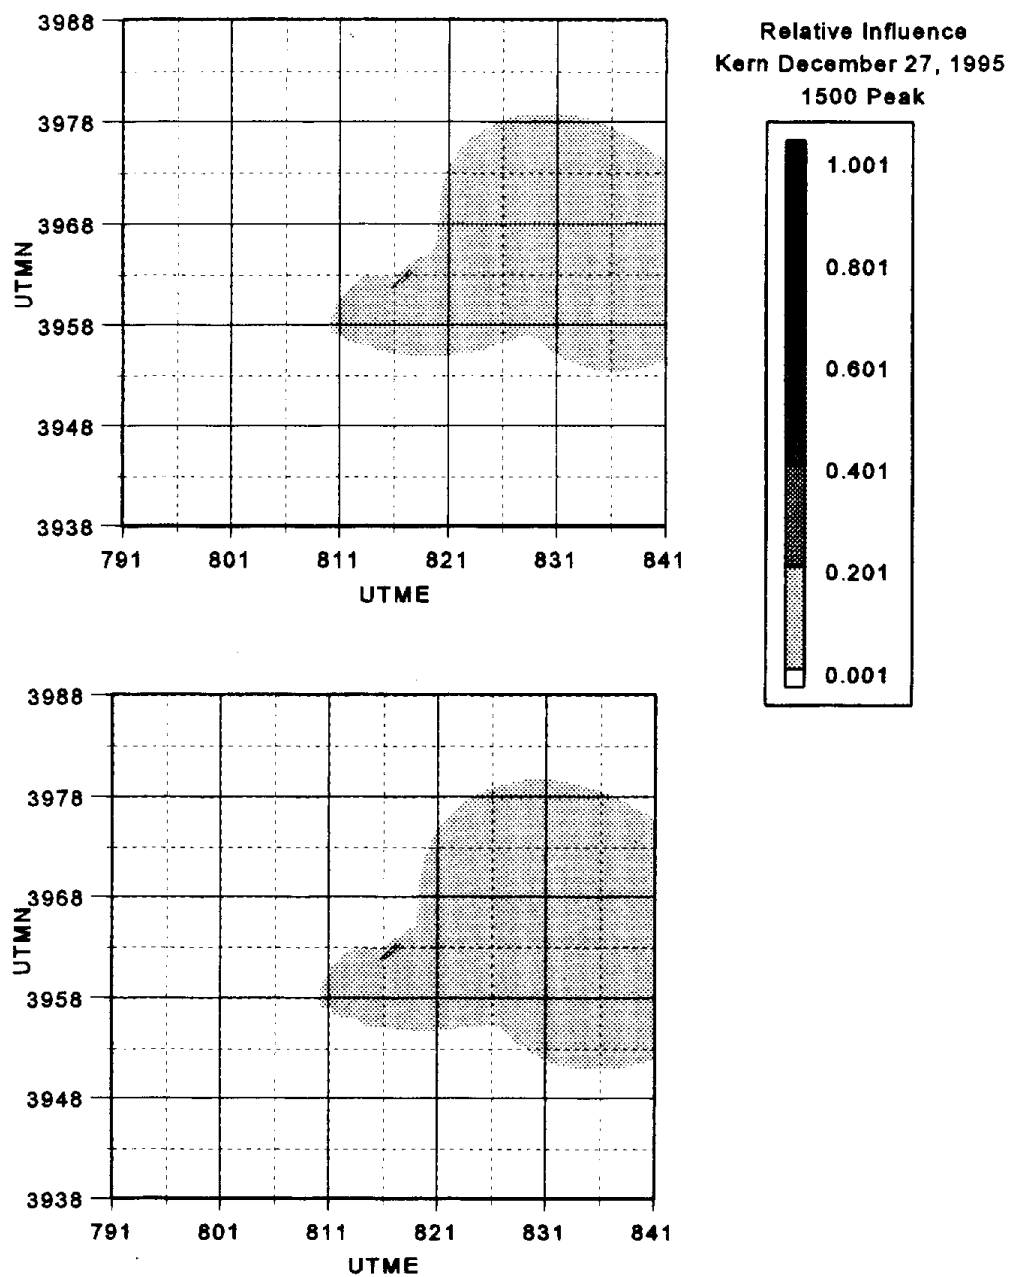 3988
3978
3968
3958
3948
3938
UTMN
791 801 811 821 831 841
UTME
Relative Influence
Kern December 27, 1995
1500 Peak
1.001
0.801
0.601
0.401
0.201
0.001
3988
3978
3968
3958
3948
3938
UTMN
791 801 811 821 831 841
UTME